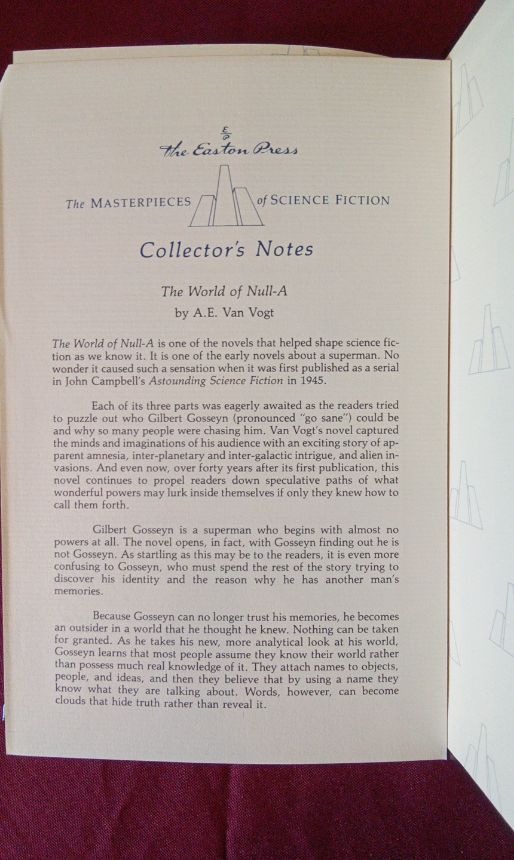 E
P
the Easton Press
The MASTERPIECES of SCIENCE FICTION
Collector's Notes
The World of Null-A
by A.E. Van Vogt
The World of Null-A is one of the novels that helped shape science fic-
tion as we know it. It is one of the early novels about a superman. No
wonder it caused such a sensation when it was first published as a serial
in John Campbell's Astounding Science Fiction in 1945.
Each of its three parts was eagerly awaited as the readers tried
to puzzle out who Gilbert Gosseyn (pronounced "go sane") could be
and why so many people were chasing him. Van Vogt's novel captured
the minds and imaginations of his audience with an exciting story of ap-
parent amnesia, inter-planetary and inter-galactic intrigue, and alien in-
vasions. And even now, over forty years after its first publication, this
novel continues to propel readers down speculative paths of what
wonderful powers may lurk inside themselves if only they knew how to
call them forth.
Gilbert Gosseyn is a superman who begins with almost no
powers at all. The novel opens, in fact, with Gosseyn finding out he is
not Gosseyn. As startling as this may be to the readers, it is even more
confusing to Gosseyn, who must spend the rest of the story trying to
discover his identity and the reason why he has another man's
memories.
Because Gosseyn can no longer trust his memories, he becomes
an outsider in a world that he thought he knew. Nothing can be taken
for granted. As he takes his new, more analytical look at his world,
Gosseyn learns that most people assume they know their world rather
than possess much real knowledge of it. They attach names to objects,
people, and ideas, and then they believe that by using a name they
know what they are talking about. Words, however, can become
clouds that hide truth rather than reveal it.